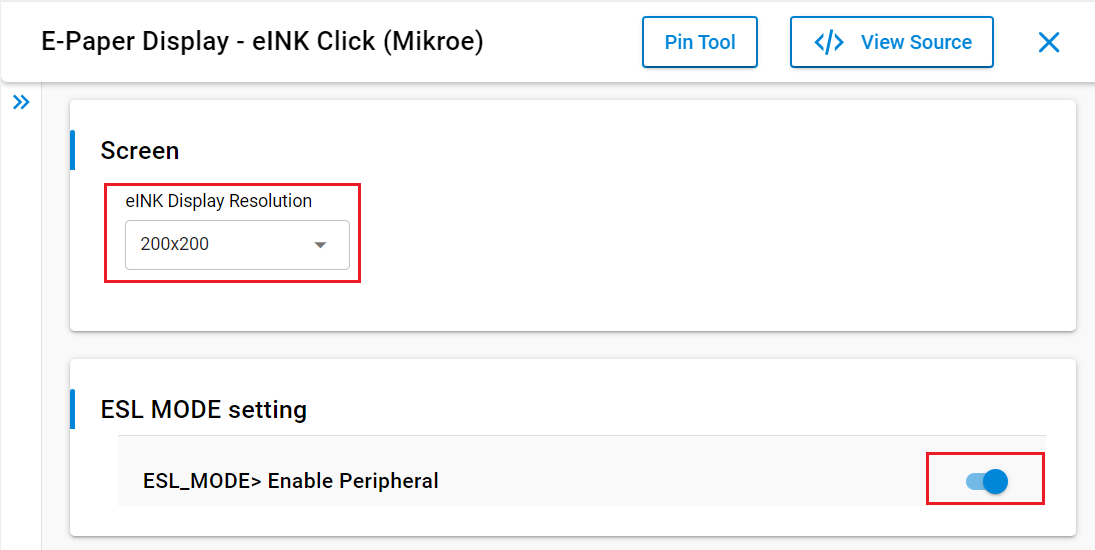 E-Paper Display - eINK Click (Mikroe)
Pin Tool
</> View Source
Screen
eINK Display Resolution
200x200
ESL MODE setting
ESL_MODE> Enable Peripheral